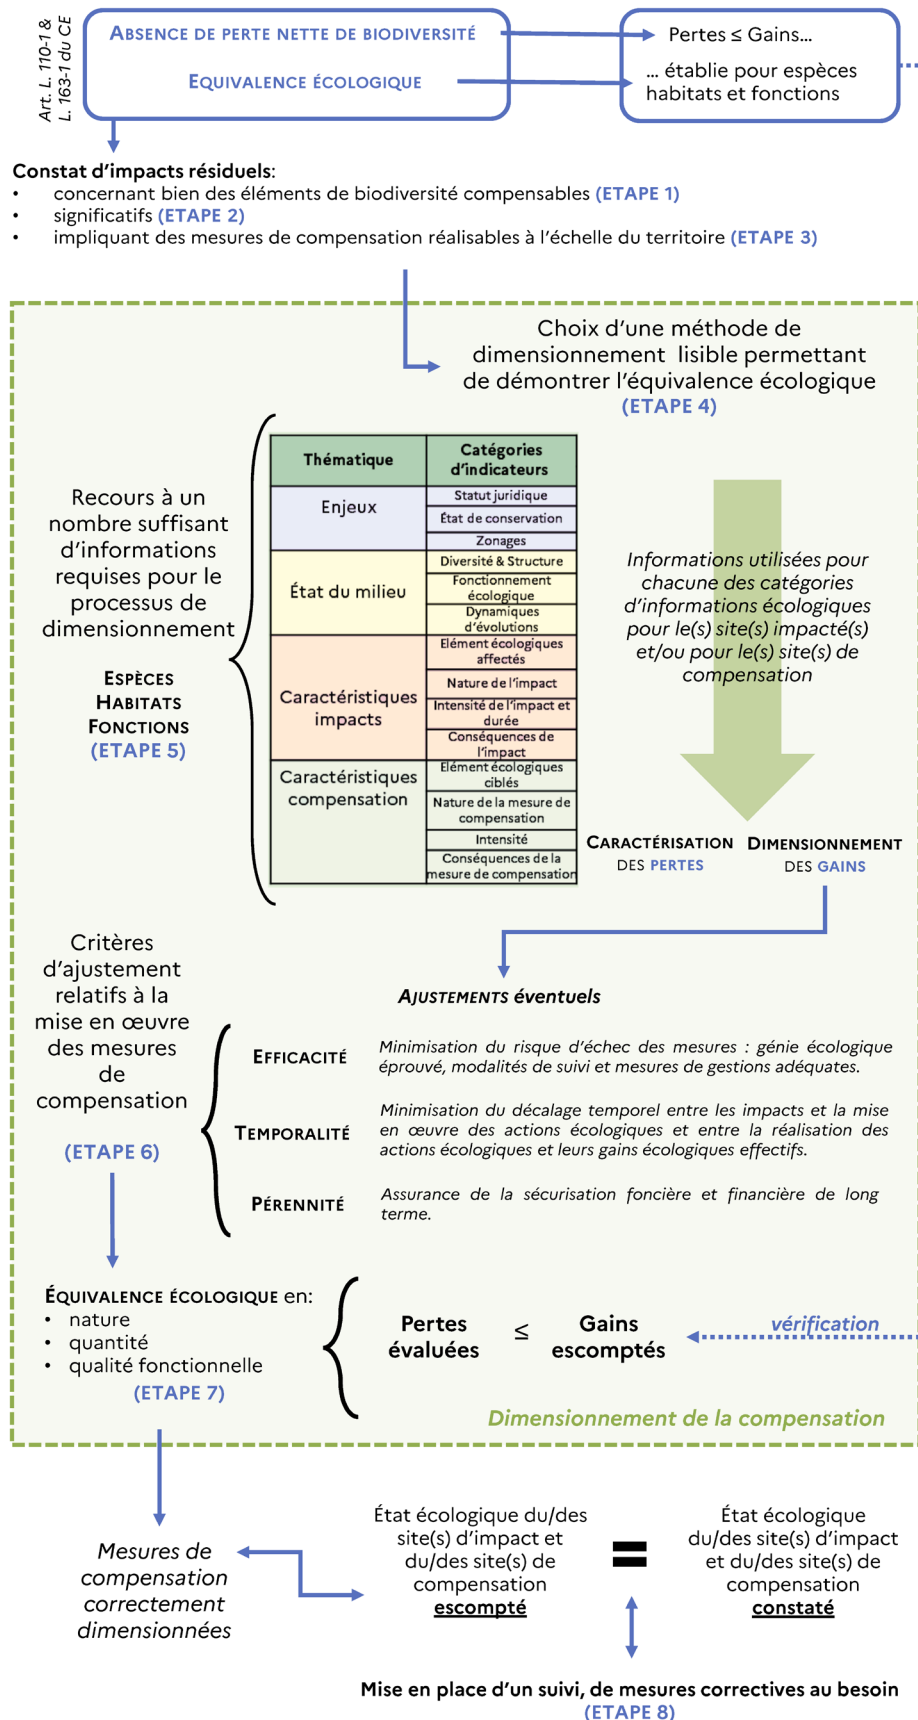 Art. L. 110-1 &
L. 163-1 du CE
ABSENCE DE PERTE NETTE DE BIODIVERSITÉ
EQUIVALENCE ÉCOLOGIQUE
Pertes ≤ Gains…
… établie pour espèces
habitats et fonctions
Constat d’impacts résiduels:
• concernant bien des éléments de biodiversité compensables (ETAPE 1)
• significatifs (ETAPE 2)
• impliquant des mesures de compensation réalisables à l’échelle du territoire (ETAPE 3)
Choix d’une méthode de
dimensionnement lisible permettant
de démontrer l’équivalence écologique
(ETAPE 4)
Recours à un
nombre suffisant
d’informations
requises pour le
processus de
dimensionnement
ESPÈCES
HABITATS
FONCTIONS
(ETAPE 5)
Thématique
Catégories
d’indicateurs
Enjeux
Statut juridique
État de conservation
Zonages
État du milieu
Diversité & Structure
Fonctionnement
écologique
Dynamiques
d’évolutions
Caractéristiques
impacts
Elément écologiques
affectés
Nature de l’impact
Intensité de l’impact et
durée
Conséquences de
l’impact
Caractéristiques
compensation
Elément écologiques
ciblés
Nature de la mesure de
compensation
Intensité
Conséquences de la
mesure de compensation
Informations utilisées pour
chacune des catégories
d’informations écologiques
pour le(s) site(s) impacté(s)
et/ou pour le(s) site(s) de
compensation
CARACTÉRISATION
DES PERTES
DIMENSIONNEMENT
DES GAINS
Critères
d’ajustement
relatifs à la
mise en œuvre
des mesures
de
compensation
(ETAPE 6)
AJUSTEMENTS éventuels
EFFICACITÉ
Minimisation du risque d’échec des mesures : génie écologique
éprouvé, modalités de suivi et mesures de gestions adéquates.
TEMPORALITÉ
Minimisation du décalage temporel entre les impacts et la mise
en œuvre des actions écologiques et entre la réalisation des
actions écologiques et leurs gains écologiques effectifs.
PÉRENNITÉ
Assurance de la sécurisation foncière et financière de long
terme.
ÉQUIVALENCE ÉCOLOGIQUE en:
• nature
• quantité
• qualité fonctionnelle
(ETAPE 7)
Pertes
évaluées
≤
Gains
escomptés
vérification
Dimensionnement de la compensation
Mesures de
compensation
correctement
dimensionnées
État écologique du/des
site(s) d’impact et
du/des site(s) de
compensation
escompté
=
État écologique
du/des site(s) d’impact
et du/des site(s) de
compensation
constaté
Mise en place d’un suivi, de mesures correctives au besoin
(ETAPE 8)